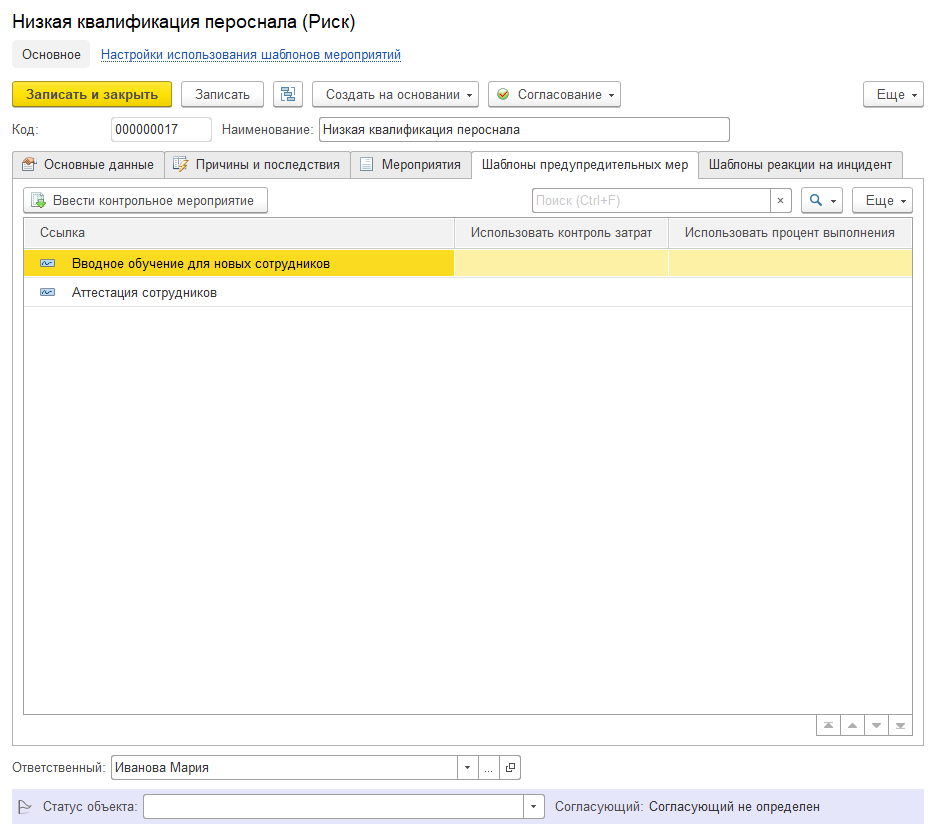 Низкая квалификация пероснала (Риск)
Основное Настройки использования шаблонов мероприятий
Записать и закрыть Записать Создать на основании Согласование Еще
Код: 000000017 Наименование: Низкая квалификация пероснала
Основные данные Причины и последствия Мероприятия Шаблоны предупредительных мер Шаблоны реакции на инцидент
Ввести контрольное мероприятие Поиск (Ctrl+F) × Еще
Ссылка Использовать контроль затрат Использовать процент выполнения
Вводное обучение для новых сотрудников
Аттестация сотрудников
Ответственный: Иванова Мария ...
Статус объекта: Согласующий: Согласующий не определен